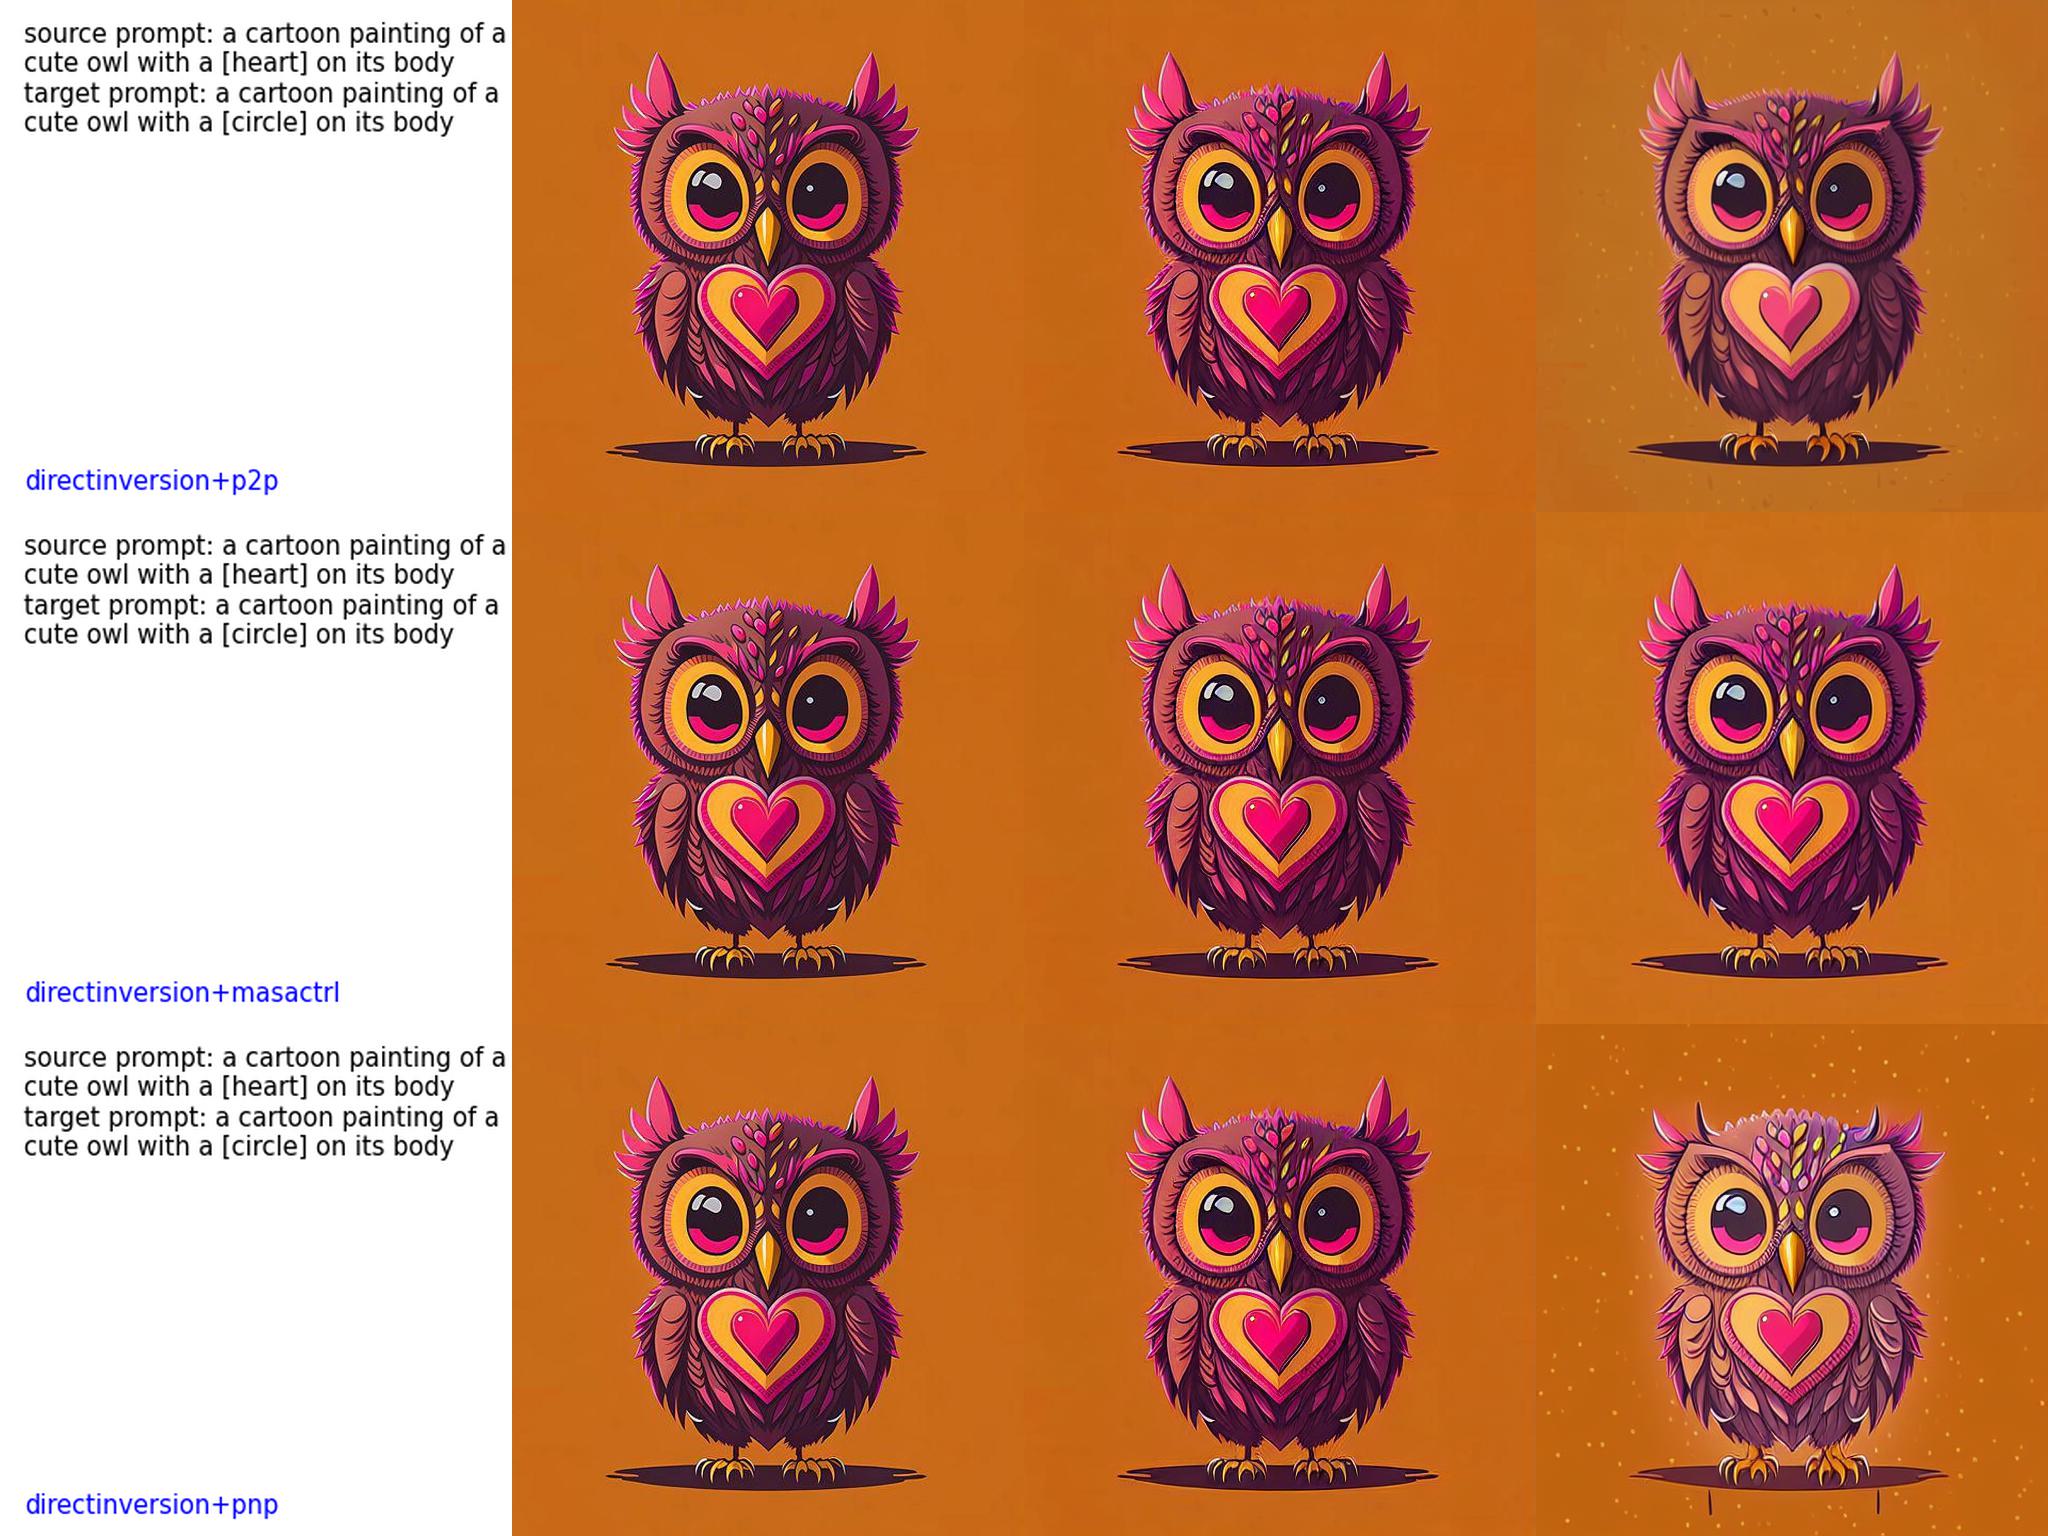 source prompt: a cartoon painting of a
cute owl with a [heart] on its body
target prompt: a cartoon painting of a
cute owl with a [circle] on its body
directinversion+p2p
source prompt: a cartoon painting of a
cute owl with a [heart] on its body
target prompt: a cartoon painting of a
cute owl with a [circle] on its body
directinversion+masactrl
source prompt: a cartoon painting of a
cute owl with a [heart] on its body
target prompt: a cartoon painting of a
cute owl with a [circle] on its body
directinversion+pnp